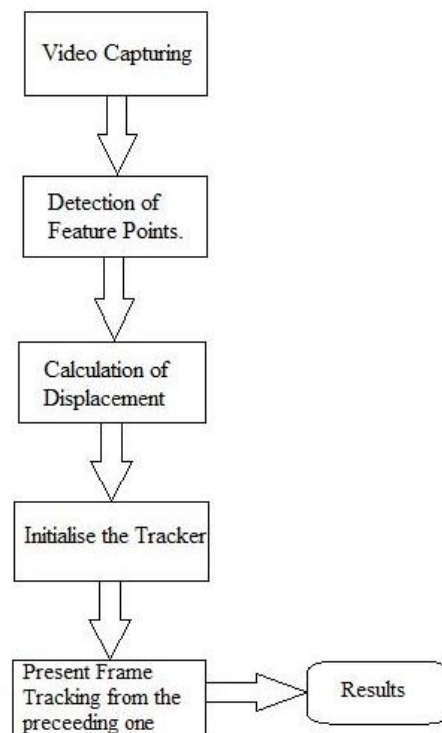 Video Capturing
Detection of
Feature Points.
Calculation of
Displacement
Initialise the Tracker
Present Frame
Tracking from the
preceeding one
Results